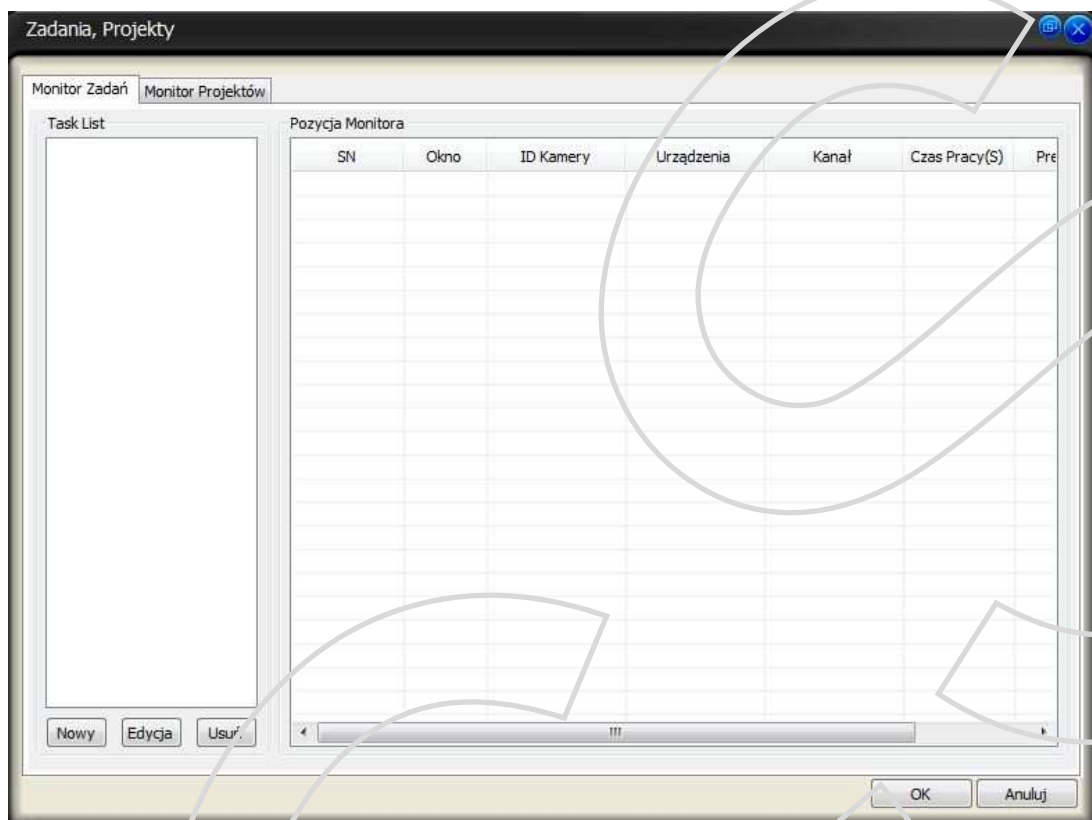 Zadania, Projekty
Monitor Zadań Monitor Projektów
Task List Pozycja Monitora
SN Okno ID Kamery Urządzenia Kanał Czas Pracy(S) Pre
Nowy Edycja
OK Anuluj